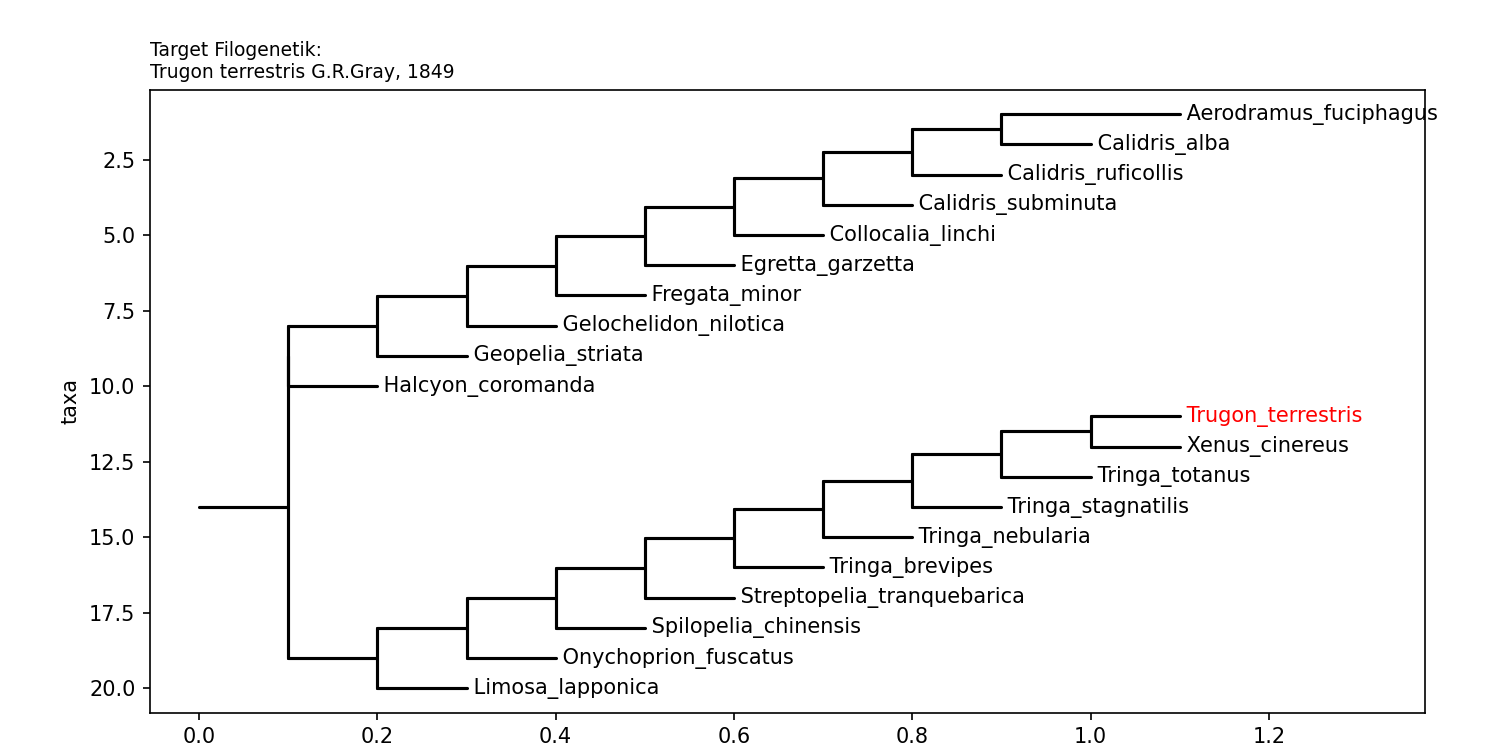 Target Filogenetik:
Trugon terrestris G.R.Gray, 1849
Aerodramus_fuciphagus
Calidris_alba
2.5
Calidris_ruficollis
Calidris_subminuta
5.0
Collocalia_linchi
Egretta_garzetta
Fregata_minor
7.5
Gelochelidon_nilotica
Geopelia_striata
10.0
Halcyon_coromanda
taxa
Trugon_terrestris
Xenus_cinereus
12.5
Tringa_totanus
Tringa_stagnatilis
15.0
Tringa_nebularia
Tringa_brevipes
Streptopelia_tranquebarica
17.5
Spilopelia_chinensis
Onychoprion_fuscatus
20.0
Limosa_lapponica
0.0 0.2 0.4 0.6 0.8 1.0 1.2